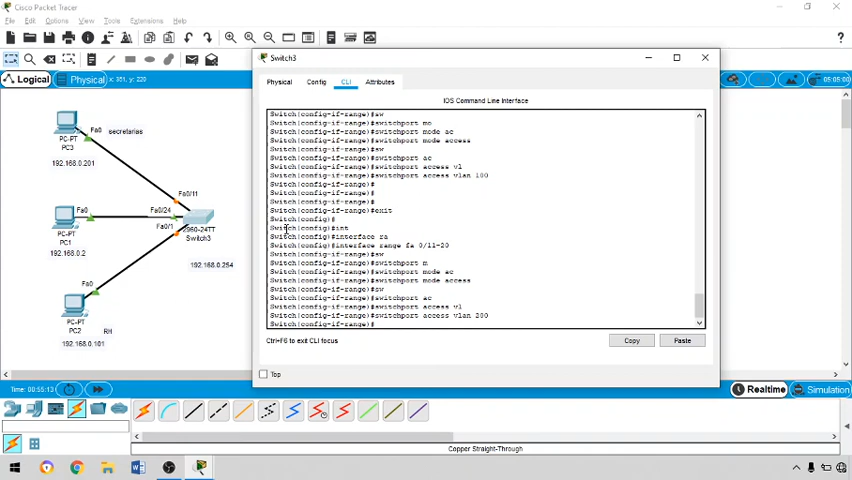 Cisco Packet Tracer
File Edit Options View Tools Extensions Help
Logical
Physical
x: 351, y: 220
05:05:00
Switch3
Physical Config CLI Attributes
IOS Command Line Interface
Switch(config-if-range)#sw
Switch(config-if-range)#switchport mo
Switch(config-if-range)#switchport mode ac
Switch(config-if-range)#switchport mode access
Switch(config-if-range)#sw
Switch(config-if-range)#switchport ac
Switch(config-if-range)#switchport access vl
Switch(config-if-range)#switchport access vlan 100
Switch(config-if-range)#
Switch(config-if-range)#
Switch(config-if-range)#
Switch(config-if-range)#exit
Switch(config)#
Switch(config)#int
Switch(config)#interface ra
Switch(config)#interface range fa 0/11-20
Switch(config-if-range)#sw
Switch(config-if-range)#switchport m
Switch(config-if-range)#switchport mode ac
Switch(config-if-range)#switchport mode access
Switch(config-if-range)#sw
Switch(config-if-range)#switchport ac
Switch(config-if-range)#switchport access vl
Switch(config-if-range)#switchport access vlan 200
Switch(config-if-range)#
Ctrl+F6 to exit CLI focus
Copy
Paste
Top
Fa0
secretarias
PC-PT
PC3
192.168.0.201
Fa0/11
Fa0
Fa0/24
PC-PT
PC1
Fa0/1
2960-24TT
Switch3
192.168.0.2
192.168.0.254
Fa0
PC-PT
PC2
RH
192.168.0.101
Time: 00:55:13
Realtime
Simulation
Copper Straight-Through